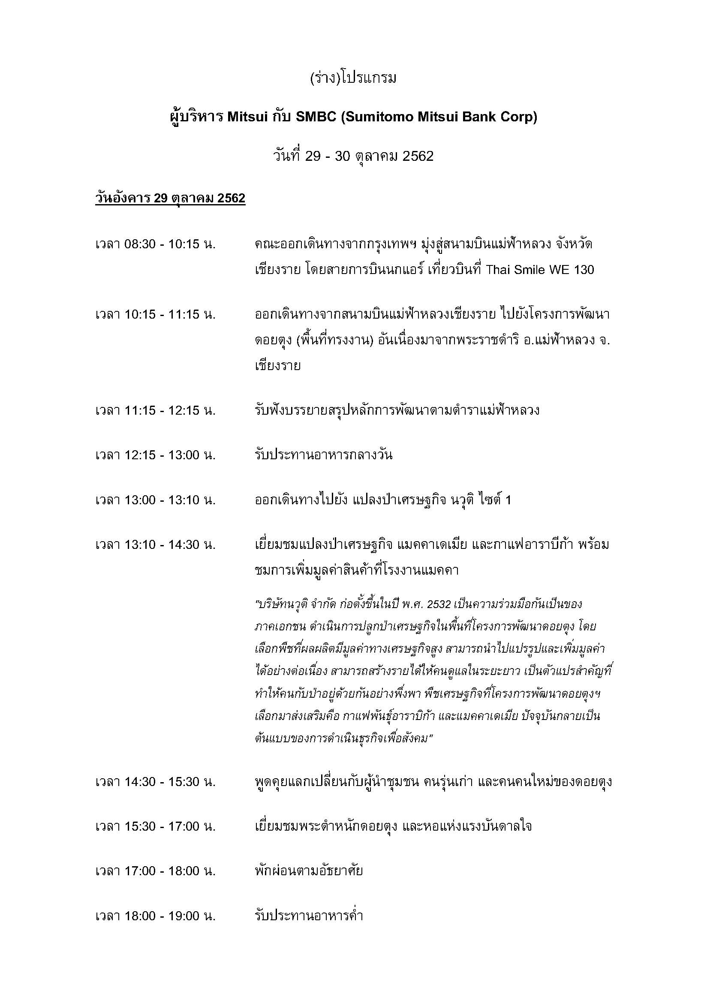 (ร่าง)โปรแกรม
ผู้บริหาร Mitsui กับ SMBC (Sumitomo Mitsui Bank Corp)
วันที่ 29 - 30 ตุลาคม 2562
วันอังคาร 29 ตุลาคม 2562
เวลา 08:30 - 10:15 น. คณะออกเดินทางจากกรุงเทพฯ มุ่งสู่สนามบินแม่ฟ้าหลวง จังหวัด
เชียงราย โดยสายการบินนกแอร์ เที่ยวบินที่ Thai Smile WE 130
เวลา 10:15 - 11:15 น. ออกเดินทางจากสนามบินแม่ฟ้าหลวงเชียงราย ไปยังโครงการพัฒนา
ดอยตุง (พื้นที่ทรงงาน) อันเนื่องมาจากพระราชดำริ อ.แม่ฟ้าหลวง จ.
เชียงราย
เวลา 11:15 - 12:15 น. รับฟังบรรยายสรุปหลักการพัฒนาตามตำราแม่ฟ้าหลวง
เวลา 12:15 - 13:00 น. รับประทานอาหารกลางวัน
เวลา 13:00 - 13:10 น. ออกเดินทางไปยัง แปลงป่าเศรษฐกิจ นวุติ ไซต์ 1
เวลา 13:10 - 14:30 น. เยี่ยมชมแปลงป่าเศรษฐกิจ แมคคาเดเมีย และกาแฟอาราบีก้า พร้อม
ชมการเพิ่มมูลค่าสินค้าที่โรงงานแมคคา
"บริษัทนวุติ จำกัด ก่อตั้งขึ้นในปี พ.ศ. 2532 เป็นความร่วมมือกันเป็นของ
ภาคเอกชน ดำเนินการปลูกป่าเศรษฐกิจในพื้นที่โครงการพัฒนาดอยตุง โดย
เลือกพืชที่ผลผลิตมีมูลค่าทางเศรษฐกิจสูง สามารถนำไปแปรรูปและเพิ่มมูลค่า
ได้อย่างต่อเนื่อง สามารถสร้างรายได้ให้คนดูแลในระยะยาว เป็นตัวแปรสำคัญที่
ทำให้คนกับป่าอยู่ด้วยกันอย่างพึ่งพา พืชเศรษฐกิจที่โครงการพัฒนาดอยตุงฯ
เลือกมาส่งเสริมคือ กาแฟพันธุ์อาราบิก้า และแมคคาเดเมีย ปัจจุบันกลายเป็น
ต้นแบบของการดำเนินธุรกิจเพื่อสังคม"
เวลา 14:30 - 15:30 น. พูดคุยแลกเปลี่ยนกับผู้นำชุมชน คนรุ่นเก่า และคนคนใหม่ของดอยตุง
เวลา 15:30 - 17:00 น. เยี่ยมชมพระตำหนักดอยตุง และหอแห่งแรงบันดาลใจ
เวลา 17:00 - 18:00 น. พักผ่อนตามอัธยาศัย
เวลา 18:00 - 19:00 น. รับประทานอาหารค่ำ